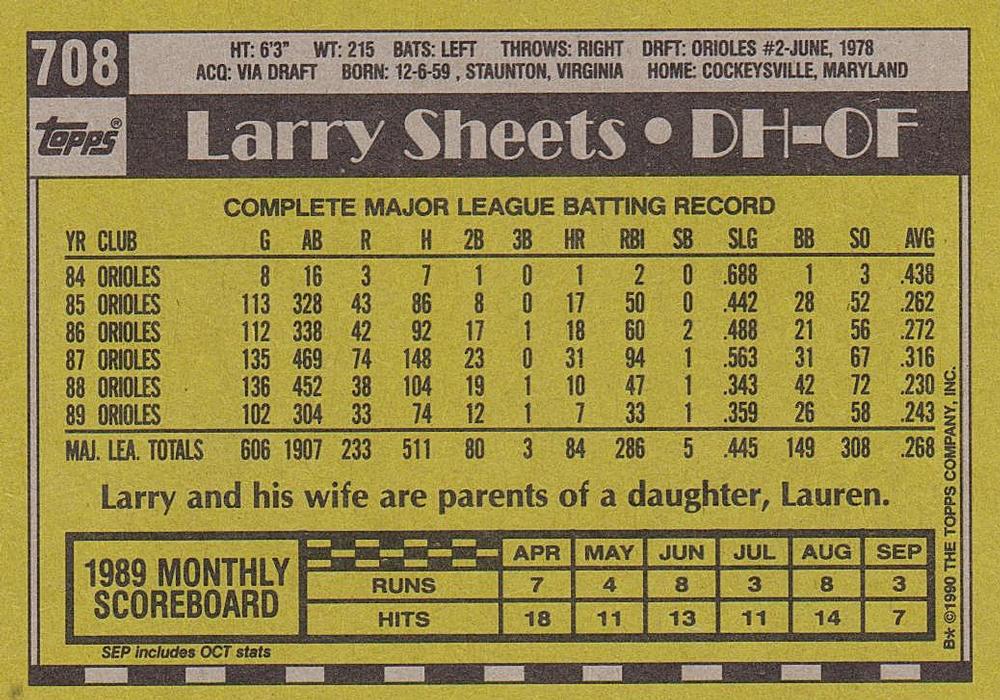 708
HT: 6'3" WT: 215 BATS: LEFT THROWS: RIGHT DRFT: ORIOLES #2-JUNE, 1978
ACQ: VIA DRAFT BORN: 12-6-59 , STAUNTON, VIRGINIA HOME: COCKEYSVILLE, MARYLAND
topps®
Larry Sheets • DH-OF
COMPLETE MAJOR LEAGUE BATTING RECORD
YR CLUB G AB R H 2B 3B HR RBI SB SLG BB SO AVG
84 ORIOLES 8 16 3 7 1 0 1 2 0 .688 1 3 .438
85 ORIOLES 113 328 43 86 8 0 17 50 0 .442 28 52 .262
86 ORIOLES 112 338 42 92 17 1 18 60 2 .488 21 56 .272
87 ORIOLES 135 469 74 148 23 0 31 94 1 .563 31 67 .316
88 ORIOLES 136 452 38 104 19 1 10 47 1 .343 42 72 .230
89 ORIOLES 102 304 33 74 12 1 7 33 1 .359 26 58 .243
MAJ. LEA. TOTALS 606 1907 233 511 80 3 84 286 5 .445 149 308 .268
Larry and his wife are parents of a daughter, Lauren.
1989 MONTHLY
SCOREBOARD
APR MAY JUN JUL AUG SEP
RUNS 7 4 8 3 8 3
HITS 18 11 13 11 14 7
SEP includes OCT stats
B* ©1990 THE TOPPS COMPANY, INC.